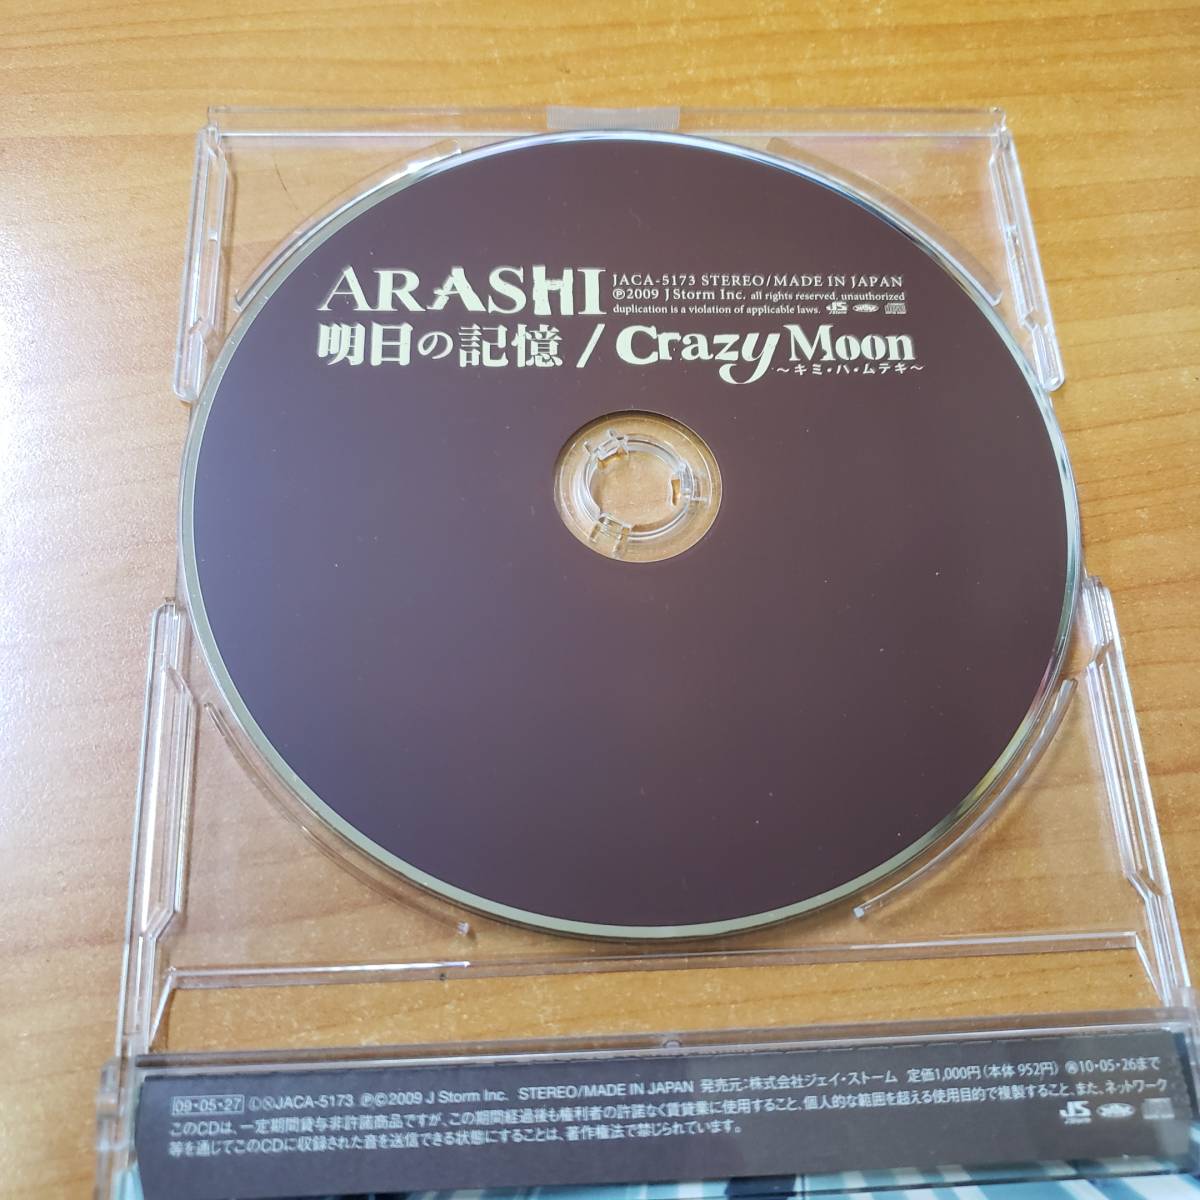 ARASHI
JACA-5173 STEREO/MADE IN JAPAN
Ⓟ2009 J Storm Inc. all rights reserved. unauthorized
duplication is a violation of applicable laws. JS
明日の記憶 / Crazy Moon
～キミ・ハ・ムテキ～
09・05・27 ⓁⓃJACA-5173 ⓅⒸ2009 J Storm Inc. STEREO/MADE IN JAPAN 発売元：株式会社ジェイ・ストーム 定価1,000円（本体 952円） 10・05・26まで
このCDは、一定期間貸与非許諾商品ですが、この期間経過後も権利者の許諾なく賃貸業に使用すること、個人的な範囲を超える使用目的で複製すること、また、ネットワーク
等を通じてこのCDに収録された音を送信できる状態にすることは、著作権法で禁じられています。
JS